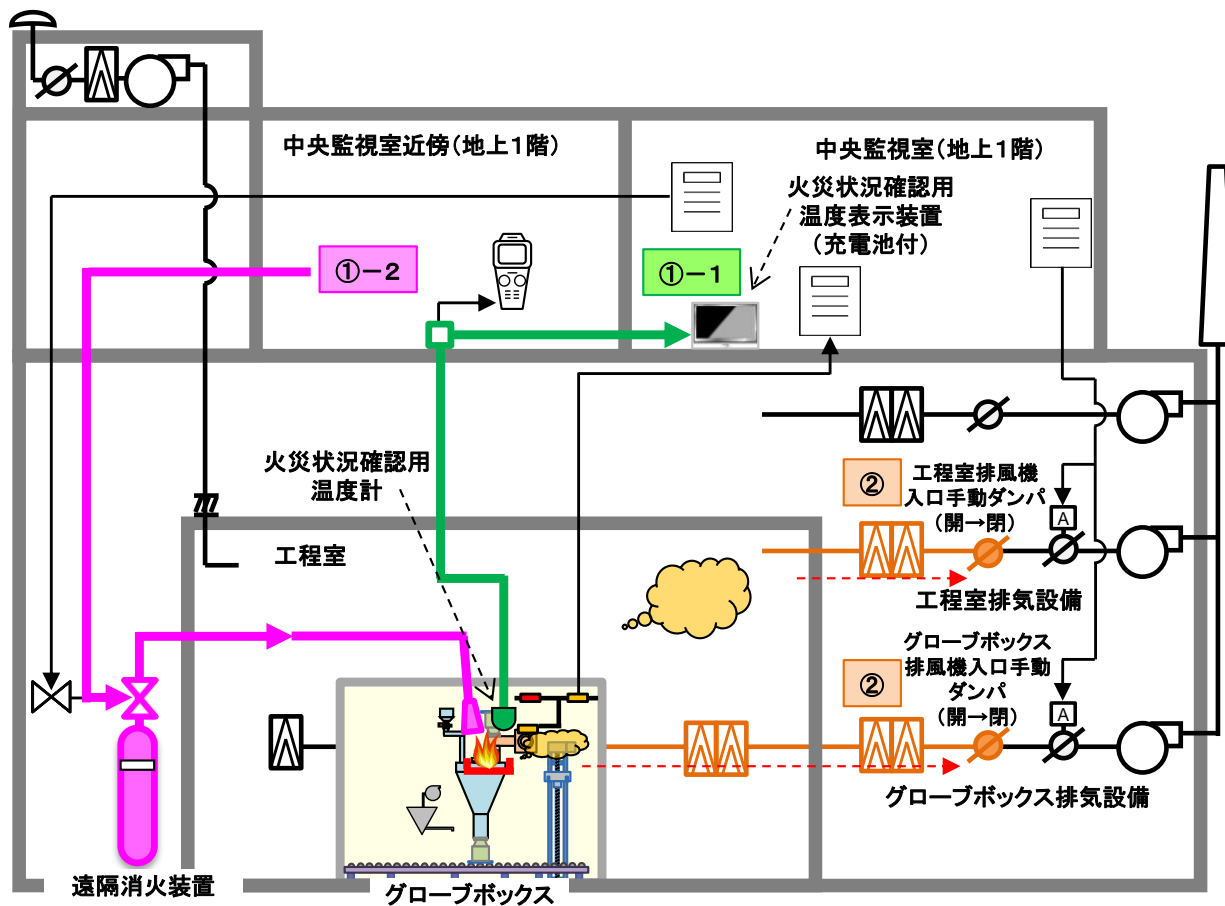 中央監視室近傍(地上1階)
中央監視室(地上1階)
火災状況確認用
温度表示装置
(充電池付)
①-2
①-1
火災状況確認用
温度計
②
工程室排風機
入口手動ダンパ
(開→閉)
A
工程室
工程室排気設備
②
グローブボックス
排風機入口手動
ダンパ
(開→閉)
A
グローブボックス排気設備
遠隔消火装置
グローブボックス